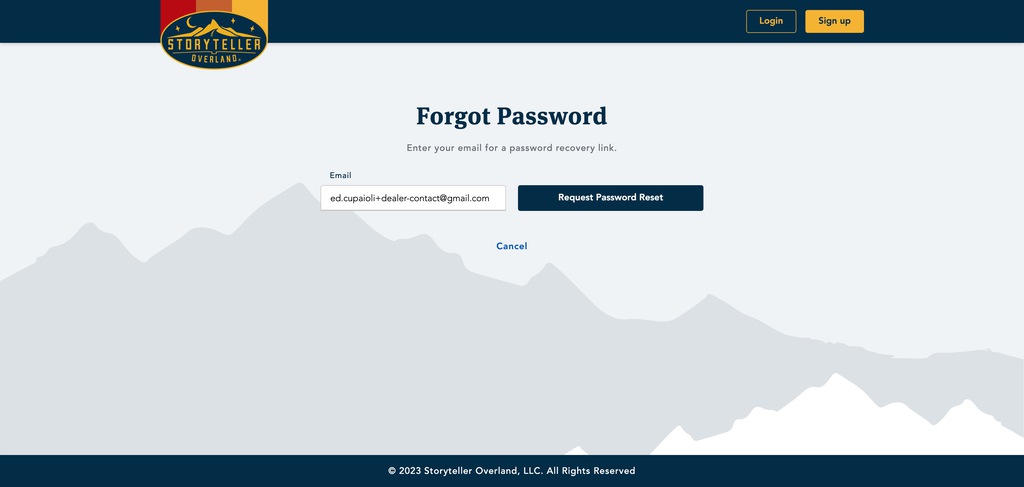 STORYTELLER
OVERLAND
Login
Sign up
Forgot Password
Enter your email for a password recovery link.
Email
ed.cupaioli+dealer-contact@gmail.com
Request Password Reset
Cancel
© 2023 Storyteller Overland, LLC. All Rights Reserved